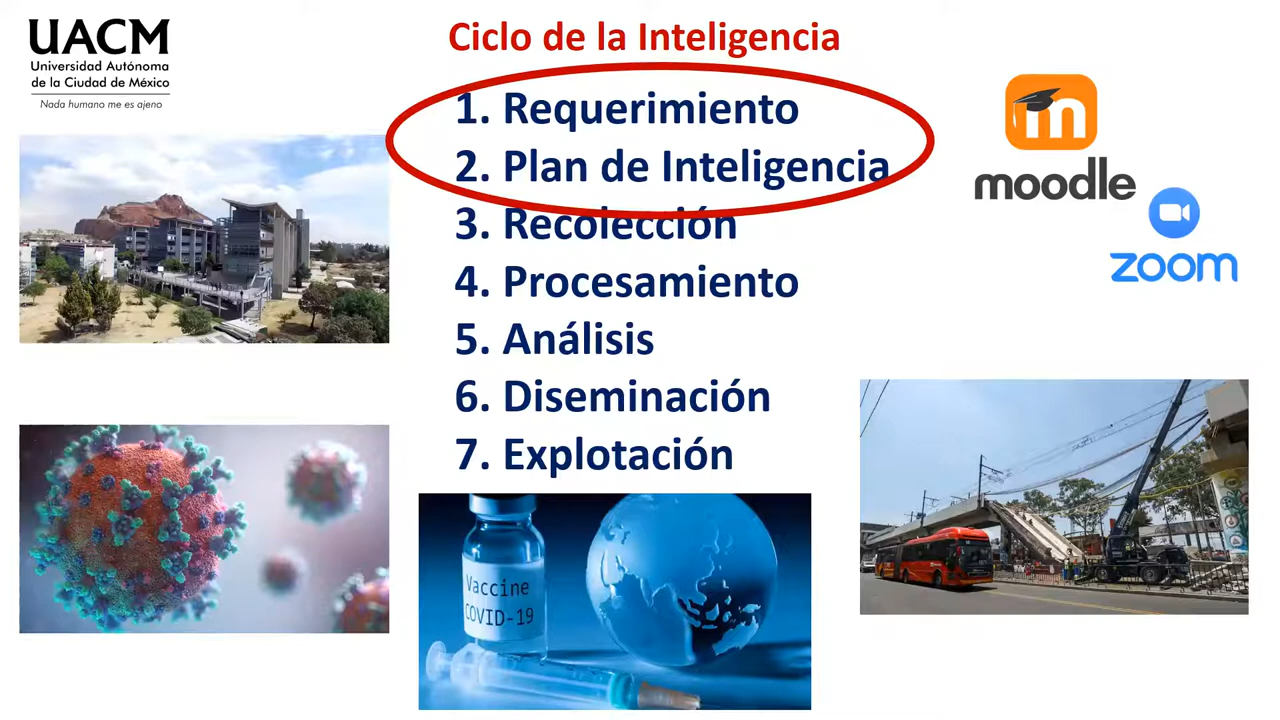 UACM
Universidad Autónoma
de la Ciudad de México
Nada humano me es ajeno
Ciclo de la Inteligencia
1. Requerimiento
2. Plan de Inteligencia
3. Recolección
4. Procesamiento
5. Análisis
6. Diseminación
7. Explotación
m
moodle
zoom
Vaccine
COVID-19